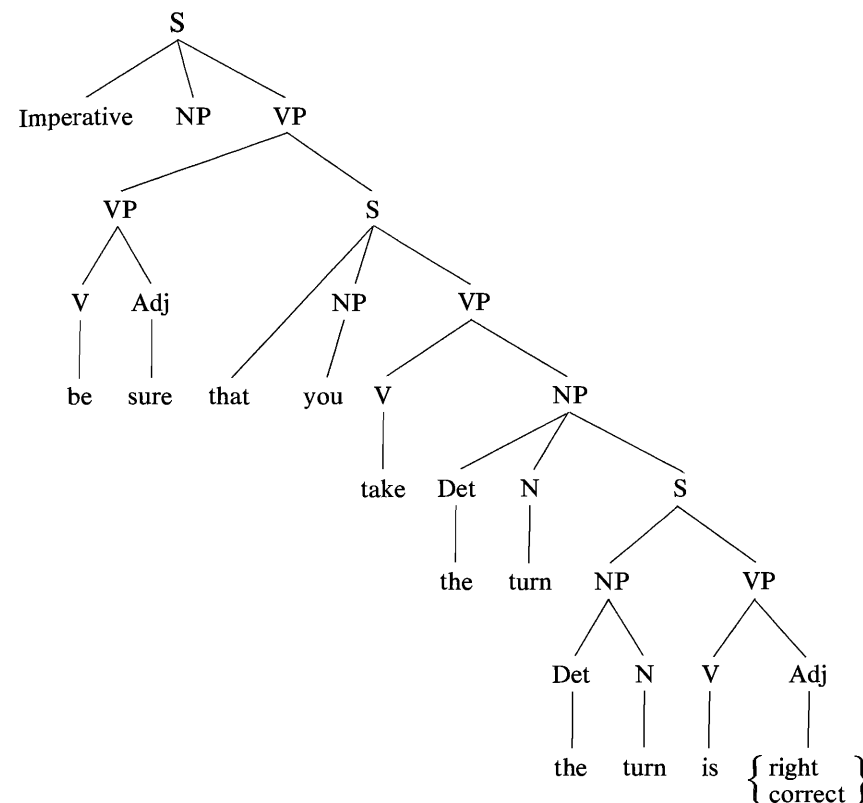 S
Imperative NP VP
VP S
V Adj NP VP
be sure that you V NP
take Det N S
the turn NP VP
Det N V Adj
the turn is { right }
{ correct }